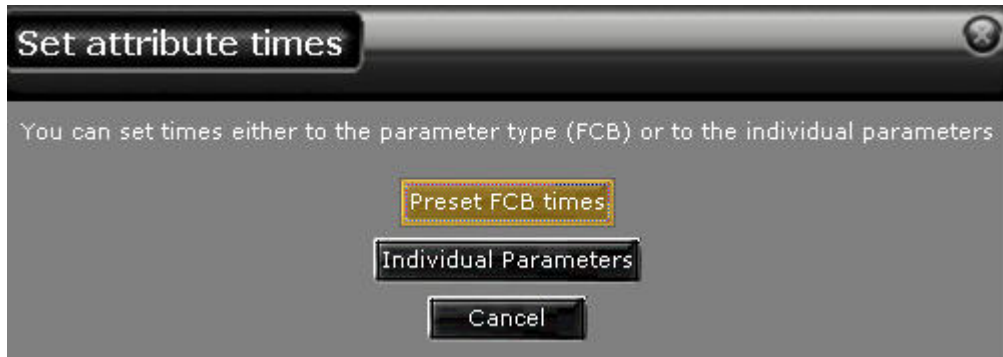 Set attribute times
You can set times either to the parameter type (FCB) or to the individual parameters
Preset FCB times
Individual Parameters
Cancel